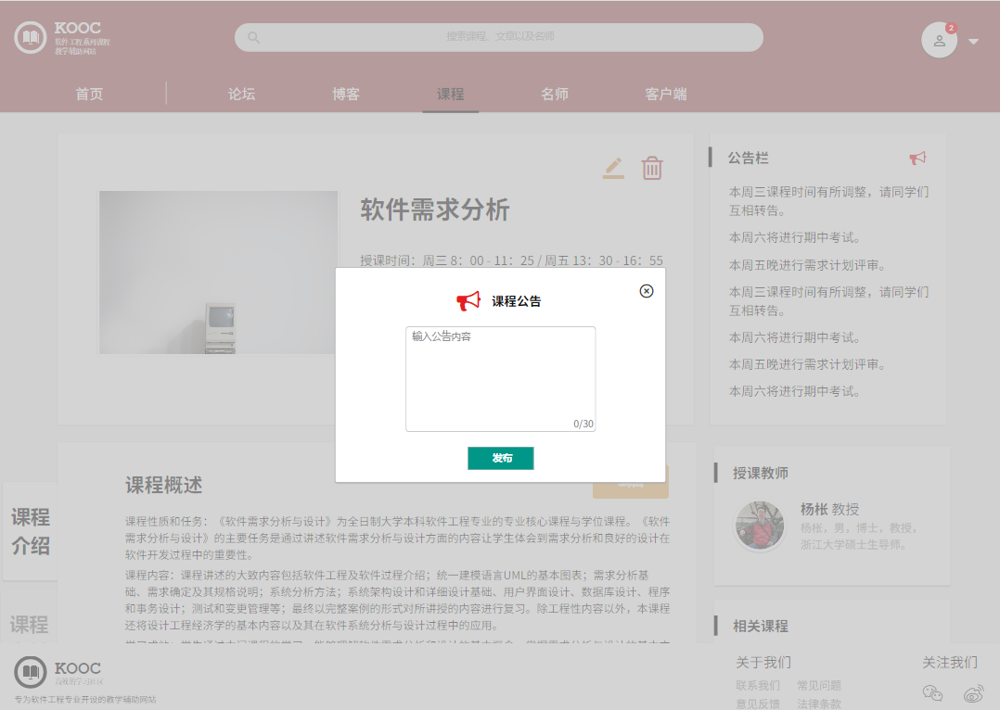 KOOC
软件工程系列课程
教学辅助网站
搜索课程、文章以及名师
2
首页
论坛
博客
课程
名师
客户端
软件需求分析
授课时间：周三 8：00 - 11：25 / 周五 13：30 - 16：55
公告栏
本周三课程时间有所调整，请同学们
互相转告。
本周六将进行期中考试。
本周五晚进行需求计划评审。
本周三课程时间有所调整，请同学们
互相转告。
本周六将进行期中考试。
本周五晚进行需求计划评审。
本周六将进行期中考试。
课程公告
输入公告内容
0/30
发布
课程
介绍
课程
课程概述
课程性质和任务：《软件需求分析与设计》为全日制大学本科软件工程专业的专业核心课程与学位课程。《软件
需求分析与设计》的主要任务是通过讲述软件需求分析与设计方面的内容让学生体会到需求分析和良好的设计在
软件开发过程中的重要性。
课程内容：课程讲述的大致内容包括软件工程及软件过程介绍；统一建模语言UML的基本图表；需求分析基
础、需求确定及其规格说明；系统分析方法；系统架构设计和详细设计基础、用户界面设计、数据库设计、程序
和事务设计；测试和变更管理等；最终以完整案例的形式对所讲授的内容进行复习。除工程性内容以外，本课程
还将设计工程经济学的基本内容以及其在软件系统分析与设计过程中的应用。
授课教师
杨枨 教授
杨枨，男，博士，教授，
浙江大学硕士生导师。
相关课程
KOOC
专为软件工程专业开设的教学辅助网站
关于我们
联系我们 常见问题
意见反馈 法律条款
关注我们